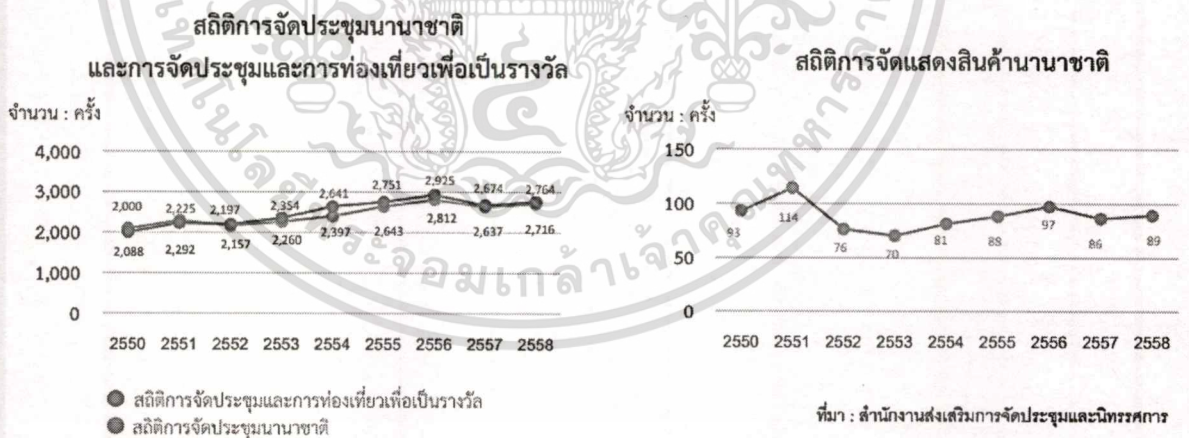 สถิติการจัดประชุมนานาชาติ
และการจัดประชุมและการท่องเที่ยวเพื่อเป็นรางวัล
จำนวน : ครั้ง
4,000
3,000
2,000
1,000
0
2,000 2,225 2,197 2,354 2,641 2,751 2,925 2,674 2,764
2,088 2,292 2,157 2,260 2,397 2,643 2,812 2,637 2,716
2550 2551 2552 2553 2554 2555 2556 2557 2558
สถิติการจัดประชุมและการท่องเที่ยวเพื่อเป็นรางวัล
สถิติการจัดประชุมนานาชาติ
สถิติการจัดแสดงสินค้านานาชาติ
จำนวน : ครั้ง
150
100
50
0
93 114 76 70 81 88 97 86 89
2550 2551 2552 2553 2554 2555 2556 2557 2558
ที่มา : สำนักงานส่งเสริมการจัดประชุมและนิทรรศการ